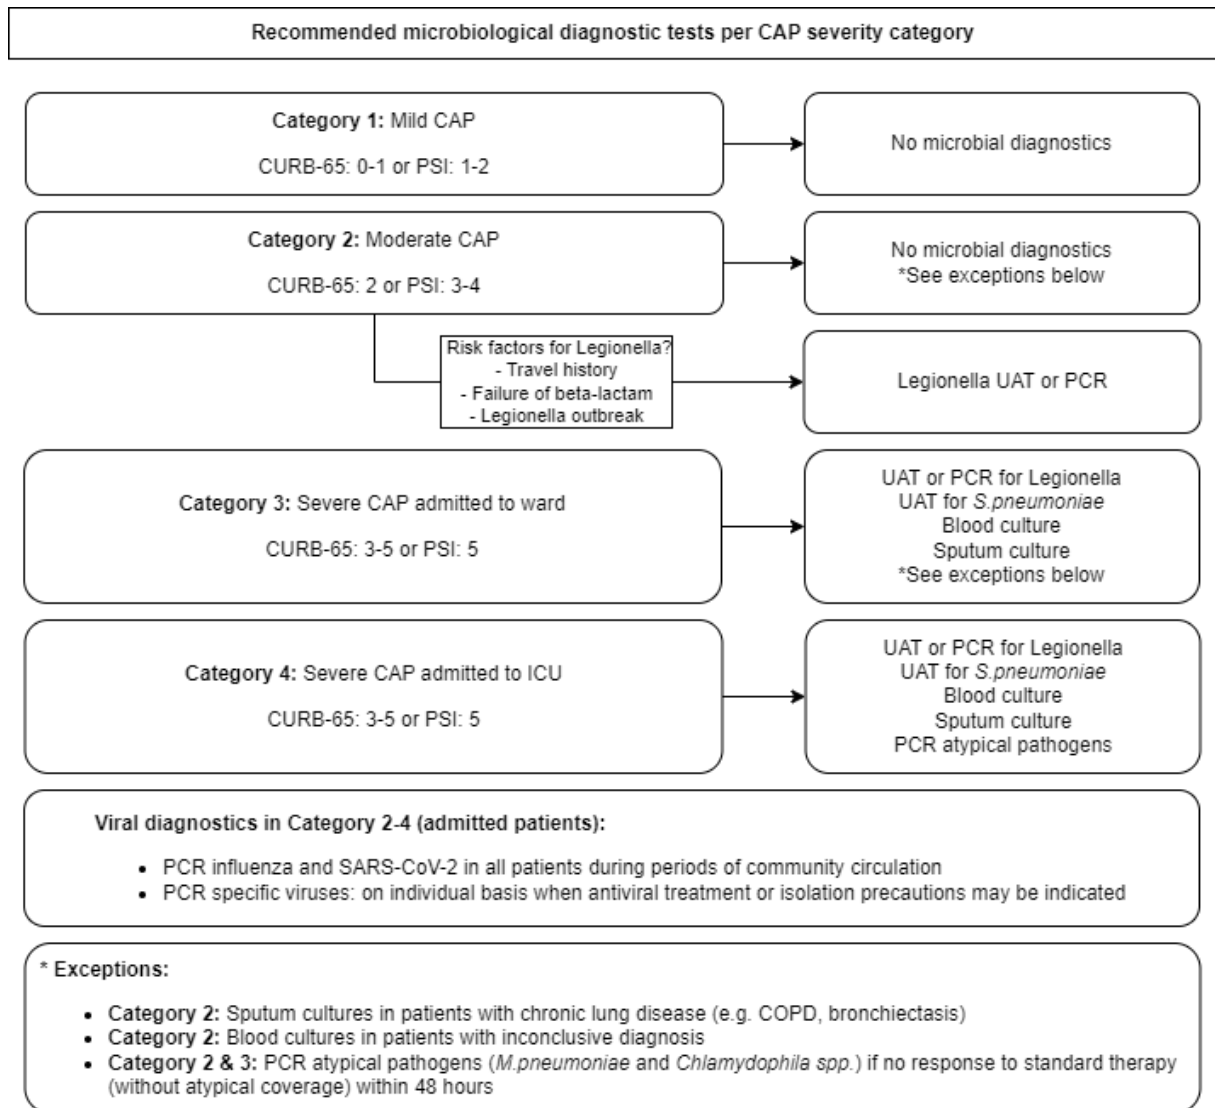 Recommended microbiological diagnostic tests per CAP severity category
Category 1: Mild CAP
CURB-65: 0-1 or PSI: 1-2
No microbial diagnostics
Category 2: Moderate CAP
CURB-65: 2 or PSI: 3-4
No microbial diagnostics
*See exceptions below
Risk factors for Legionella?
- Travel history
- Failure of beta-lactam
- Legionella outbreak
Legionella UAT or PCR
Category 3: Severe CAP admitted to ward
CURB-65: 3-5 or PSI: 5
UAT or PCR for Legionella
UAT for S.pneumoniae
Blood culture
Sputum culture
*See exceptions below
Category 4: Severe CAP admitted to ICU
CURB-65: 3-5 or PSI: 5
UAT or PCR for Legionella
UAT for S.pneumoniae
Blood culture
Sputum culture
PCR atypical pathogens
Viral diagnostics in Category 2-4 (admitted patients):
• PCR influenza and SARS-CoV-2 in all patients during periods of community circulation
• PCR specific viruses: on individual basis when antiviral treatment or isolation precautions may be indicated
* Exceptions:
• Category 2: Sputum cultures in patients with chronic lung disease (e.g. COPD, bronchiectasis)
• Category 2: Blood cultures in patients with inconclusive diagnosis
• Category 2 & 3: PCR atypical pathogens (M.pneumoniae and Chlamydophila spp.) if no response to standard therapy
(without atypical coverage) within 48 hours